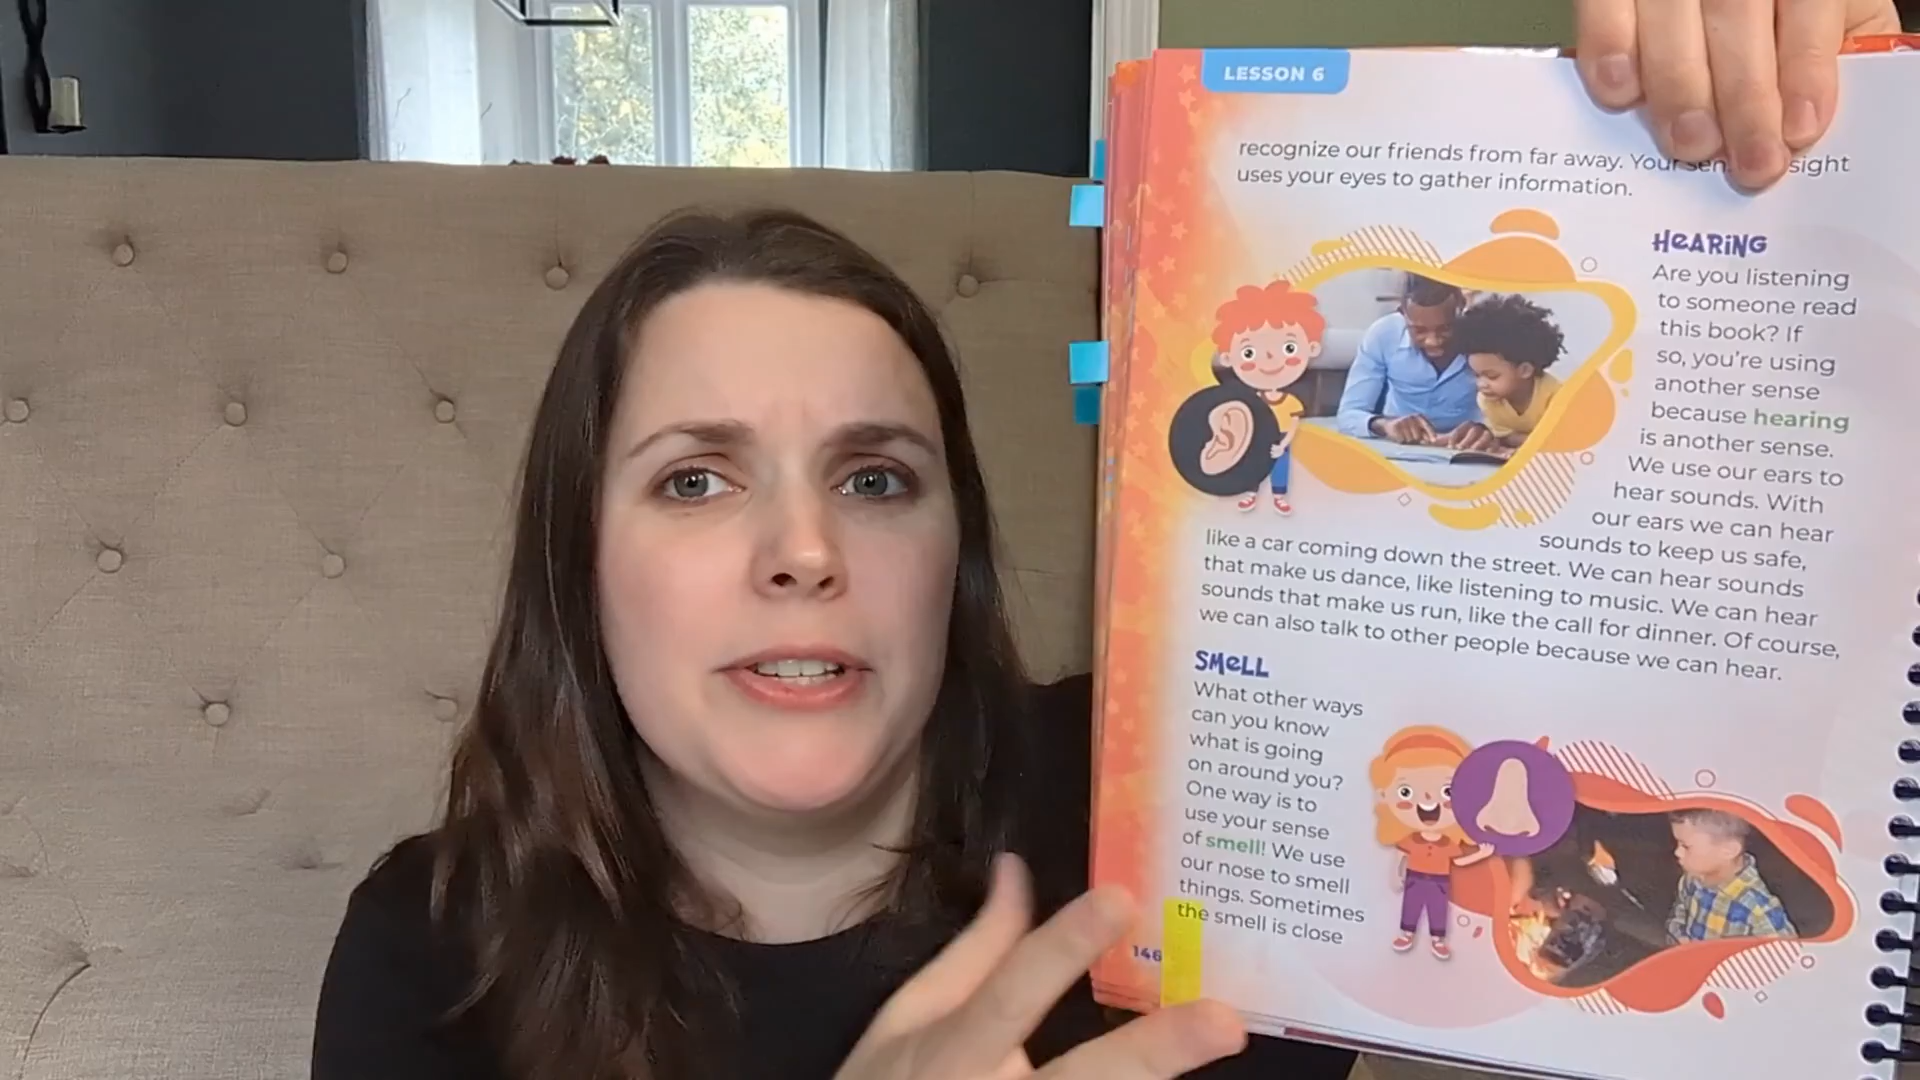 LESSON 6
recognize our friends from far away. Your sight
uses your eyes to gather information.
HEARING
Are you listening
to someone read
this book? If
so, you're using
another sense
because hearing
is another sense.
We use our ears to
hear sounds. With
our ears we can hear
sounds to keep us safe,
like a car coming down the street. We can hear sounds
that make us dance, like listening to music. We can hear
sounds that make us run, like the call for dinner. Of course,
we can also talk to other people because we can hear.
SMELL
What other ways
can you know
what is going
on around you?
One way is to
use your sense
of smell! We use
our nose to smell
things. Sometimes
the smell is close
146